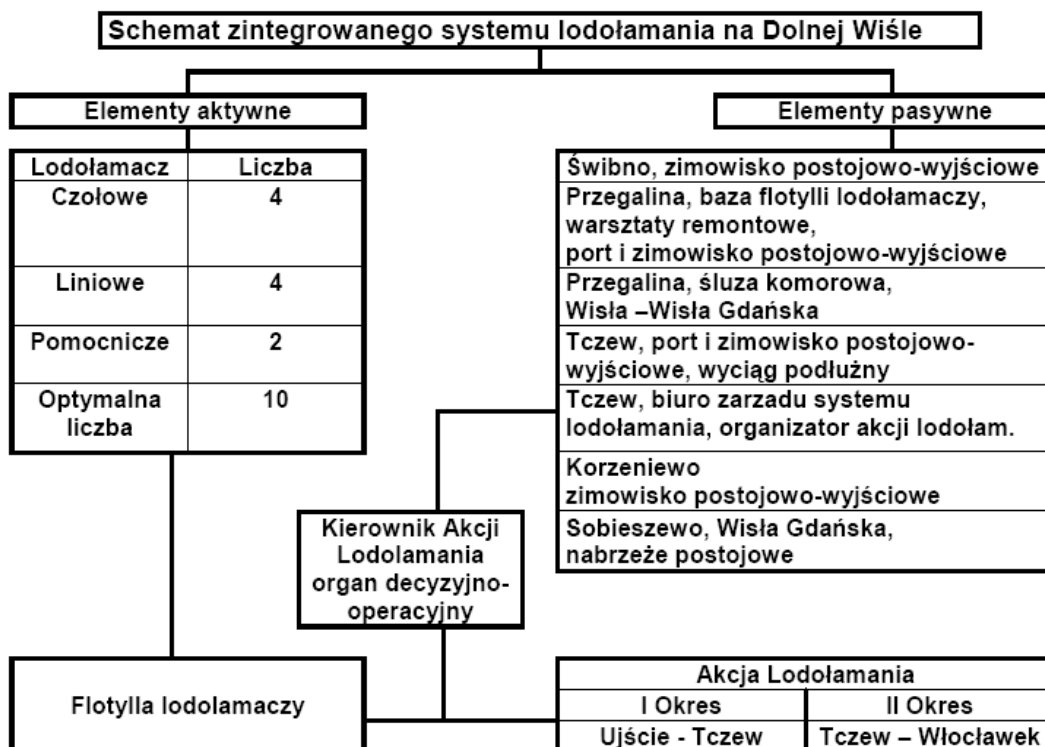 Schemat zintegrowanego systemu lodołamania na Dolnej Wiśle
Elementy aktywne
Elementy pasywne
Lodołamacz Liczba
Czołowe 4
Liniowe 4
Pomocnicze 2
Optymalna 10
liczba
Świbno, zimowisko postojowo-wyjściowe
Przegalina, baza flotylli lodołamaczy,
warsztaty remontowe,
port i zimowisko postojowo-wyjściowe
Przegalina, śluza komorowa,
Wisła –Wisła Gdańska
Tczew, port i zimowisko postojowo-
wyjściowe, wyciąg podłużny
Tczew, biuro zarzadu systemu
lodołamania, organizator akcji lodołam.
Korzeniewo
zimowisko postojowo-wyjściowe
Sobieszewo, Wisła Gdańska,
nabrzeże postojowe
Kierownik Akcji
Lodolamania
organ decyzyjno-
operacyjny
Flotylla lodolamaczy
Akcja Lodołamania
I Okres II Okres
Ujście - Tczew Tczew – Włocławek